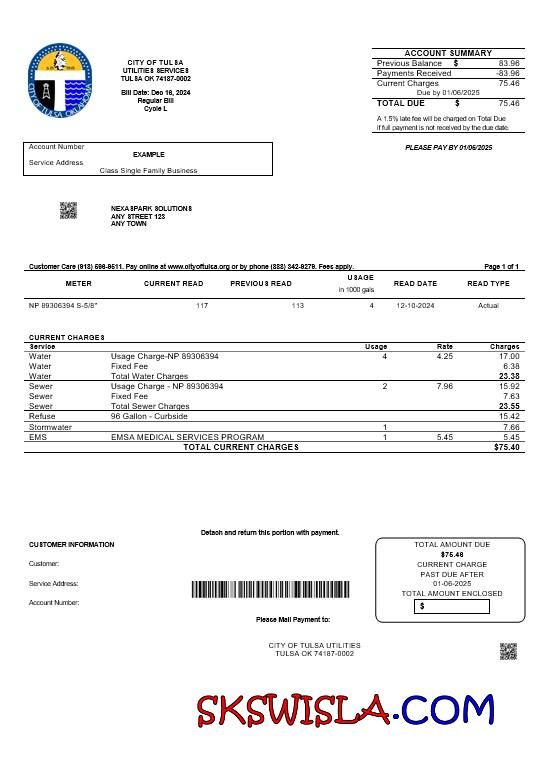 CITY OF TULSA OKLAHOMA
CITY OF TULSA
UTILITIES SERVICES
TULSA OK 74187-0002
Bill Date: Dec 16, 2024
Regular Bill
Cycle L
ACCOUNT SUMMARY
Previous Balance $ 83.96
Payments Received -83.96
Current Charges 75.46
Due by 01/06/2025
TOTAL DUE $ 75.46
A 1.5% late fee will be charged on Total Due
if full payment is not received by the due date.
PLEASE PAY BY 01/06/2025
Account Number
EXAMPLE
Service Address
Class Single Family Business
NEXASPARK SOLUTIONS
ANY STREET 123
ANY TOWN
Customer Care (918) 596-9511. Pay online at www.cityoftulsa.org or by phone Fees apply. Page 1 of 1
METER CURRENT READ PREVIOUS READ USAGE in 1000 gals READ DATE READ TYPE
NP 89306394 S-5/8" 117 113 4 12-10-2024 Actual
CURRENT CHARGES
Service Usage Rate Charges
Water Usage Charge-NP 89306394 4 4.25 17.00
Water Fixed Fee 6.38
Water Total Water Charges 23.38
Sewer Usage Charge - NP 89306394 2 7.96 15.92
Sewer Fixed Fee 7.63
Sewer Total Sewer Charges 23.55
Refuse 96 Gallon - Curbside 15.42
Stormwater 1 7.66
EMS EMSA MEDICAL SERVICES PROGRAM 1 5.45 5.45
TOTAL CURRENT CHARGES $75.40
Detach and return this portion with payment.
CUSTOMER INFORMATION
Customer:
Service Address:
Account Number:
TOTAL AMOUNT DUE
$75.46
CURRENT CHARGE
PAST DUE AFTER
01-06-2025
TOTAL AMOUNT ENCLOSED
$
Please Mail Payment to:
CITY OF TULSA UTILITIES
TULSA OK 74187-0002
SKSWISLA.COM